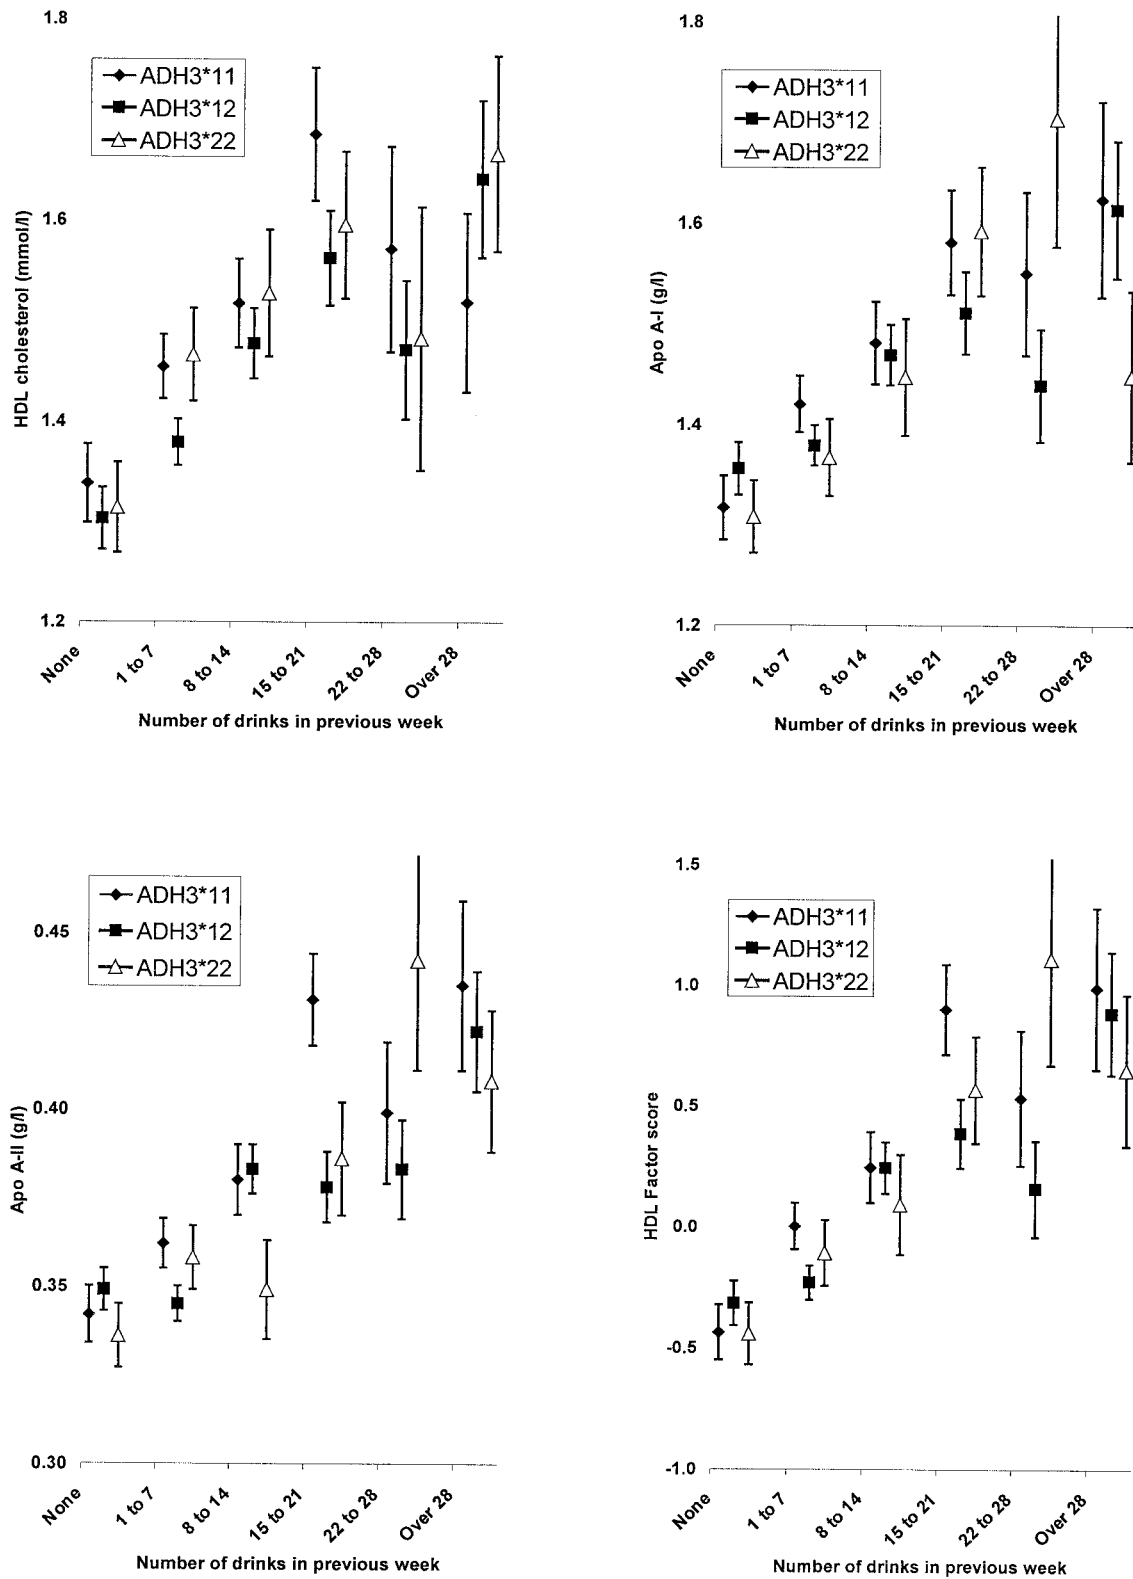 1.8
ADH3*11
ADH3*12
ADH3*22
1.6
HDL cholesterol (mmol/l)
1.4
1.2
None
1 to 7
8 to 14
15 to 21
22 to 28
Over 28
Number of drinks in previous week
1.8
ADH3*11
ADH3*12
ADH3*22
1.6
Apo A-I (g/l)
1.4
1.2
None
1 to 7
8 to 14
15 to 21
22 to 28
Over 28
Number of drinks in previous week
ADH3*11
ADH3*12
ADH3*22
0.45
0.40
Apo A-II (g/l)
0.35
0.30
None
1 to 7
8 to 14
15 to 21
22 to 28
Over 28
Number of drinks in previous week
1.5
ADH3*11
ADH3*12
ADH3*22
1.0
0.5
HDL Factor score
0.0
-0.5
-1.0
None
1 to 7
8 to 14
15 to 21
22 to 28
Over 28
Number of drinks in previous week